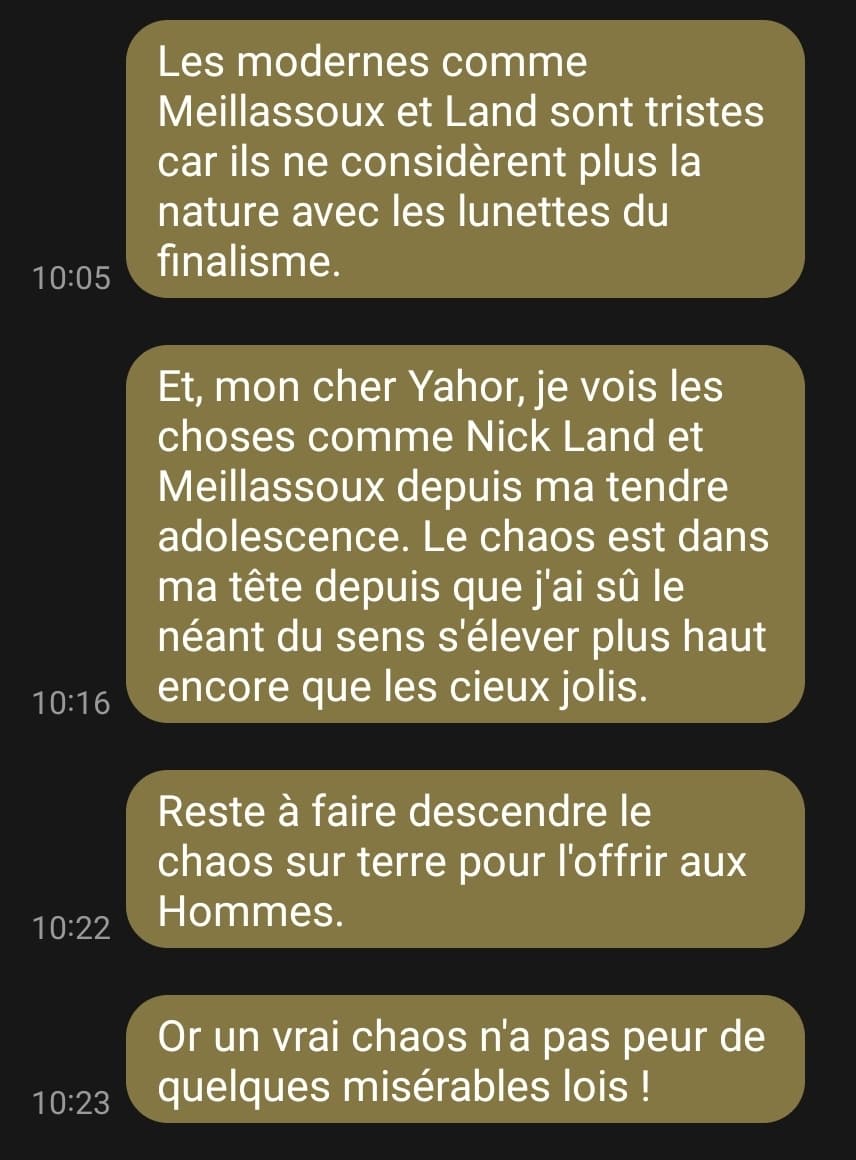 Les modernes comme
Meillassoux et Land sont tristes
car ils ne considèrent plus la
nature avec les lunettes du
finalisme.
10:05
Et, mon cher Yahor, je vois les
choses comme Nick Land et
Meillassoux depuis ma tendre
adolescence. Le chaos est dans
ma tête depuis que j'ai sû le
néant du sens s'élever plus haut
encore que les cieux jolis.
10:16
Reste à faire descendre le
chaos sur terre pour l'offrir aux
Hommes.
10:22
Or un vrai chaos n'a pas peur de
quelques misérables lois !
10:23